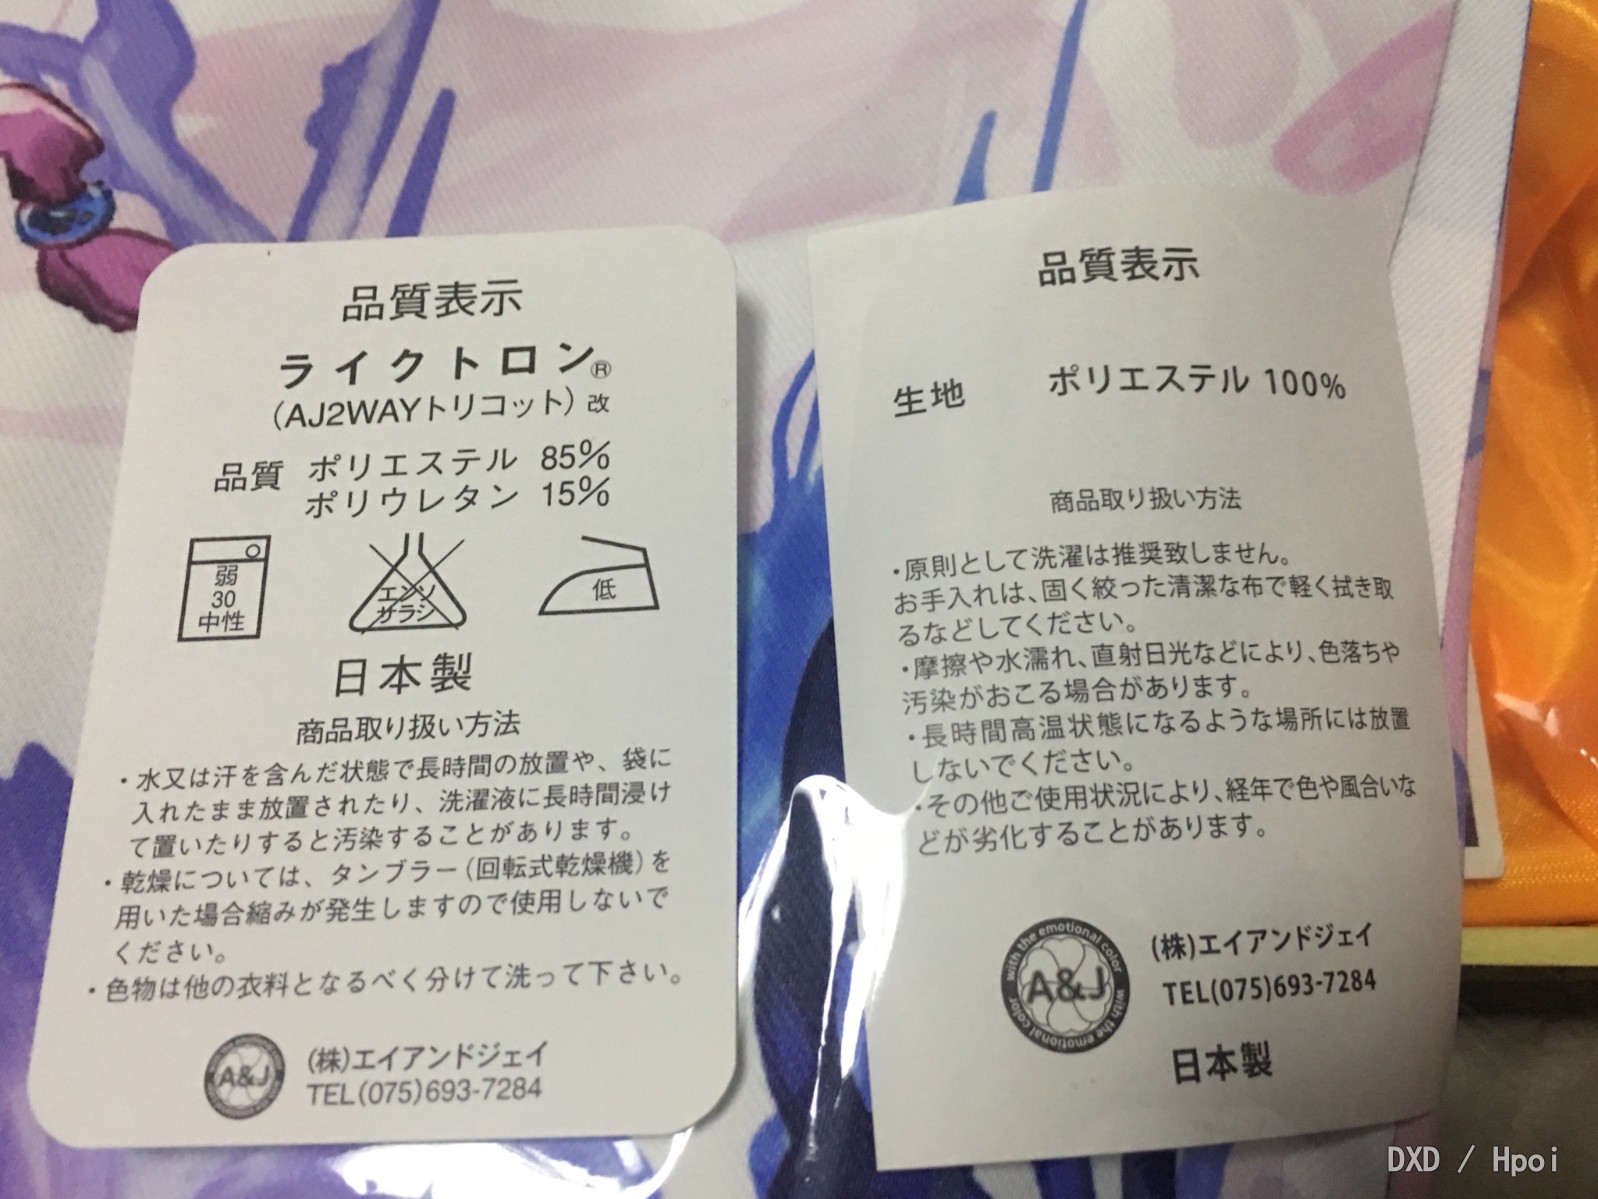 品質表示
ライクトロン®
(AJ2WAYトリコット)改
品質 ポリエステル 85%
ポリウレタン 15%
弱
30
中性
エンソ
サラシ
低
日本製
商品取り扱い方法
・水又は汗を含んだ状態で長時間の放置や、袋に
入れたまま放置されたり、洗濯液に長時間浸け
て置いたりすると汚染することがあります。
・乾燥については、タンブラー(回転式乾燥機)を
用いた場合縮みが発生しますので使用しないで
ください。
・色物は他の衣料となるべく分けて洗って下さい。
A&J
(株)エイアンドジェイ
TEL(075)693-7284
品質表示
生地 ポリエステル 100%
商品取り扱い方法
・原則として洗濯は推奨致しません。
お手入れは、固く絞った清潔な布で軽く拭き取
るなどしてください。
・摩擦や水濡れ、直射日光などにより、色落ちや
汚染がおこる場合があります。
・長時間高温状態になるような場所には放置
しないでください。
・その他ご使用状況により、経年で色や風合いな
どが劣化することがあります。
with the emotional color
A&J
with the emotional color
(株)エイアンドジェイ
TEL(075)693-7284
日本製
DXD / Hpoi